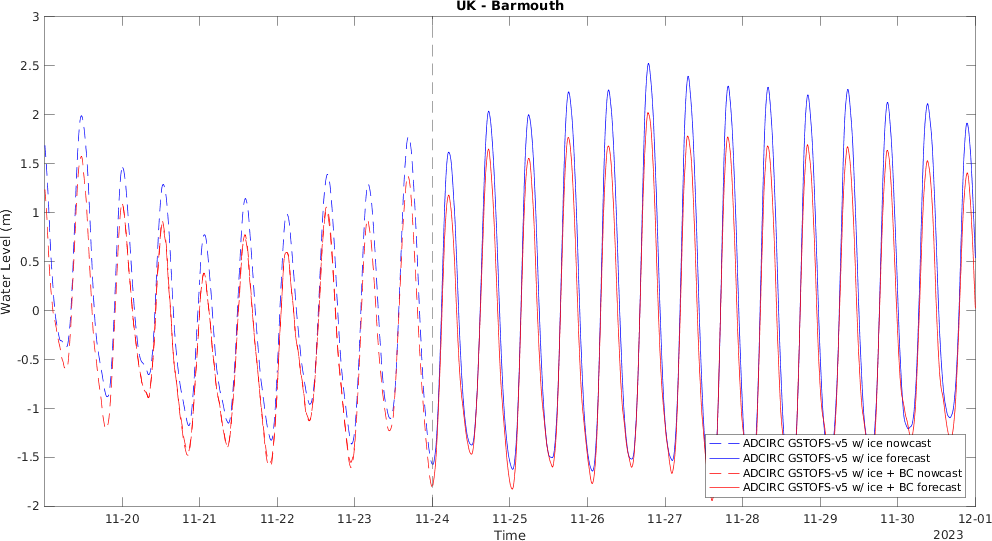 UK - Barmouth
3
2.5
2
1.5
1
0.5
0
-0.5
-1
-1.5
-2
Water Level (m)
11-20 11-21 11-22 11-23 11-24 11-25 11-26 11-27 11-28 11-29 11-30 12-01
Time
2023
ADCIRC GSTOFS-v5 w/ ice nowcast
ADCIRC GSTOFS-v5 w/ ice forecast
ADCIRC GSTOFS-v5 w/ ice + BC nowcast
ADCIRC GSTOFS-v5 w/ ice + BC forecast